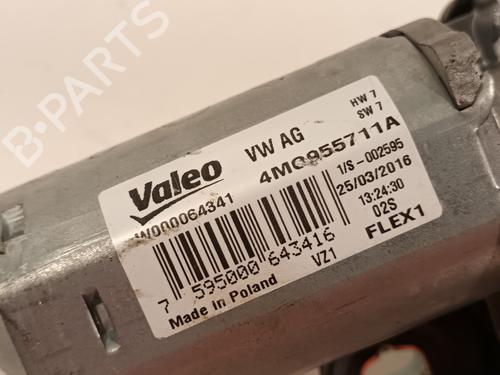 Valeo
VW AG
HW 7
SW 7
W000064341
4M0955711A
1/S-002595
25/03/2016
13:24:30
02S
FLEX1
7 595000 643416
VZ1
Made in Poland
B-PARTS